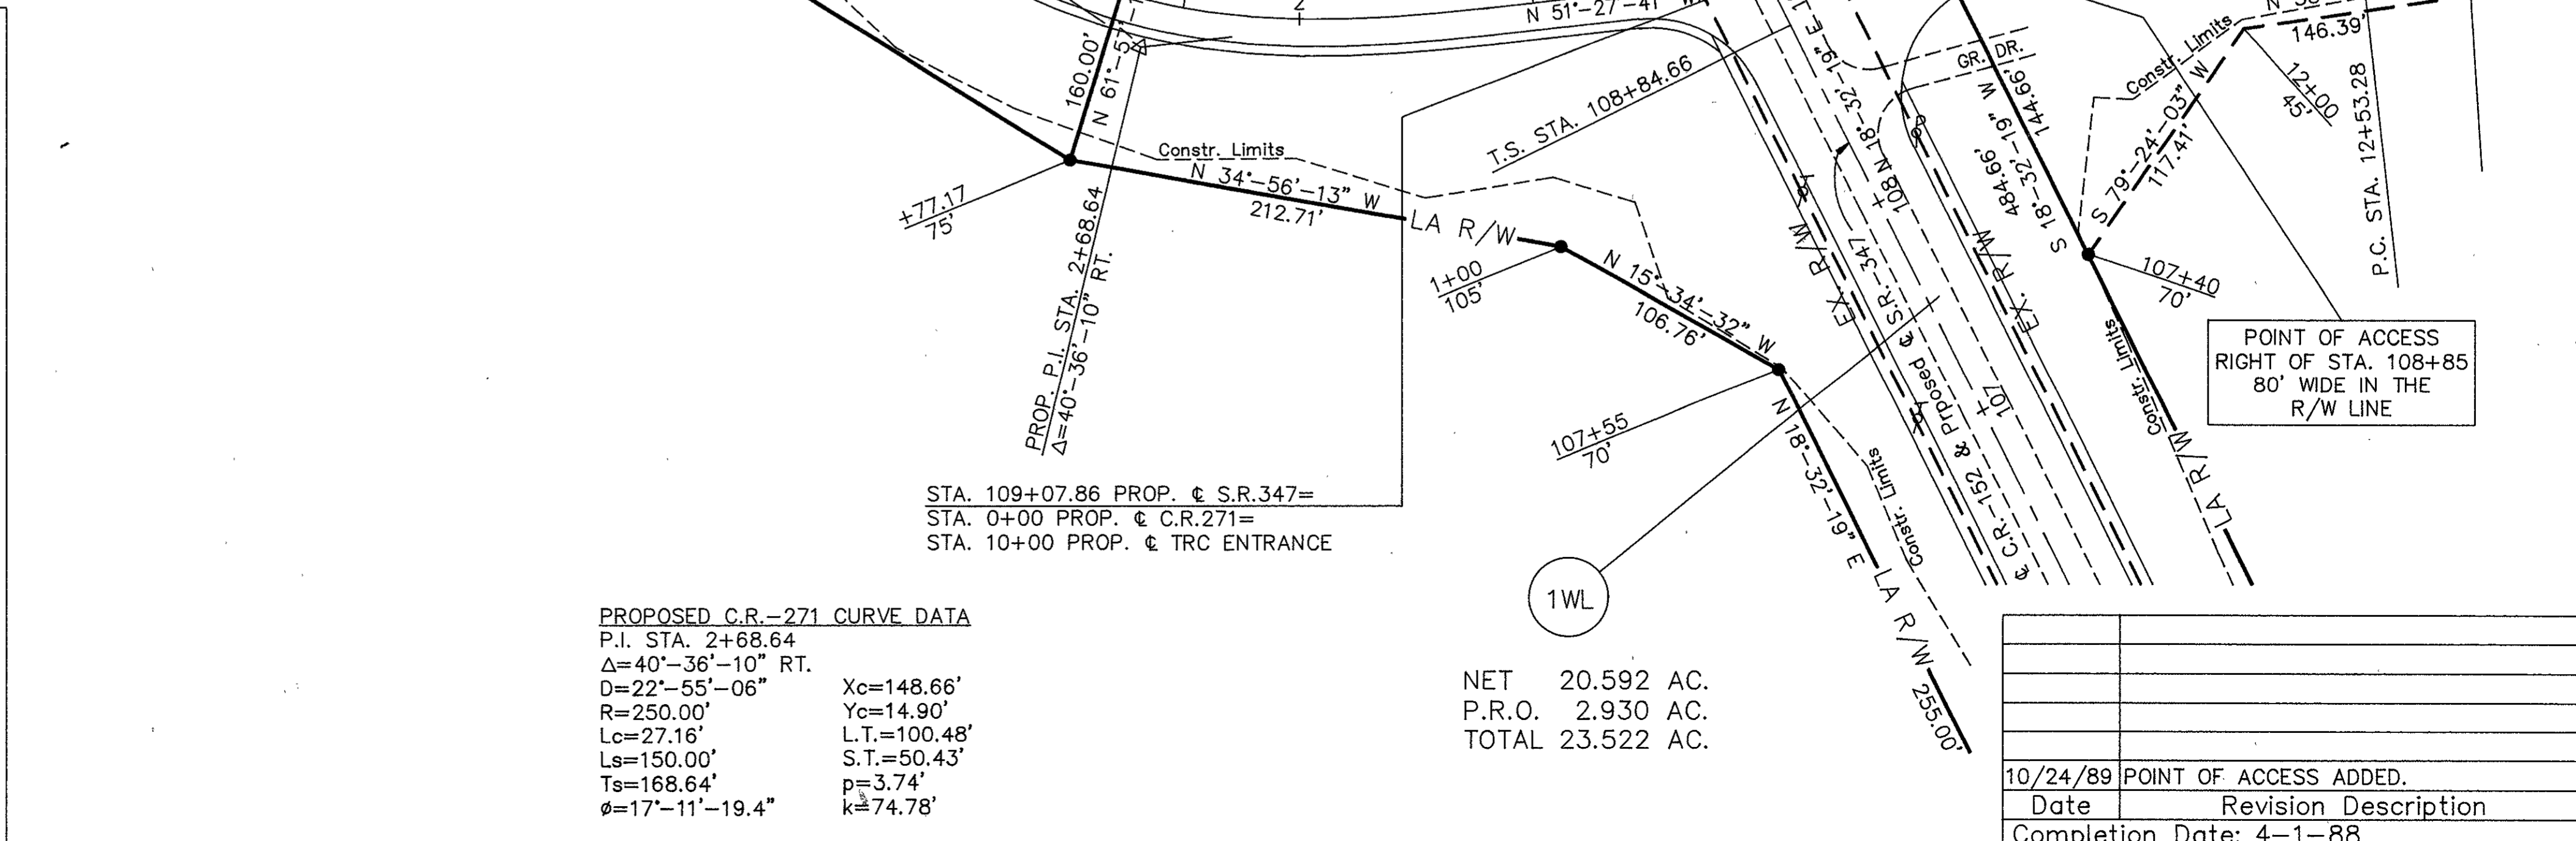 2
N 51°-27'-41" W
160.00'
N 61°-5
+77.17
75'
Constr. Limits
N 34°-56'-13" W
212.71'
LA R/W
PROP. P.I. STA. 2+68.64
Δ=40°-36'-10" RT.
1+00
105'
N 15°-34'-32" W
106.76'
107+55
70'
N 18°-32'-19" E
LA R/W
255.00'
Constr. Limits
T.S. STA. 108+84.66
EX. R/W
108
N 18°-32'-19" E
107
℄ C.R.-152 & Prposed ℄ S.R.-347
EX. R/W
GR. DR.
144.66'
484.66'
S 18°-32'-19" W
S 79°-24'-03" W
117.41'
Constr. Limits
146.39'
12+00
45'
P.C. STA. 12+53.28
107+40
70'
Constr. Limits
LA R/W
POINT OF ACCESS
RIGHT OF STA. 108+85
80' WIDE IN THE
R/W LINE
STA. 109+07.86 PROP. ℄ S.R.347=
STA. 0+00 PROP. ℄ C.R.271=
STA. 10+00 PROP. ℄ TRC ENTRANCE
1WL
NET 20.592 AC.
P.R.O. 2.930 AC.
TOTAL 23.522 AC.
PROPOSED C.R.-271 CURVE DATA
P.I. STA. 2+68.64
Δ=40°-36'-10" RT.
D=22°-55'-06" Xc=148.66'
R=250.00' Yc=14.90'
Lc=27.16' L.T.=100.48'
Ls=150.00' S.T.=50.43'
Ts=168.64' p=3.74'
ø=17°-11'-19.4" k=74.78'
10/24/89 POINT OF ACCESS ADDED.
Date Revision Description
Completion Date: 4-1-88